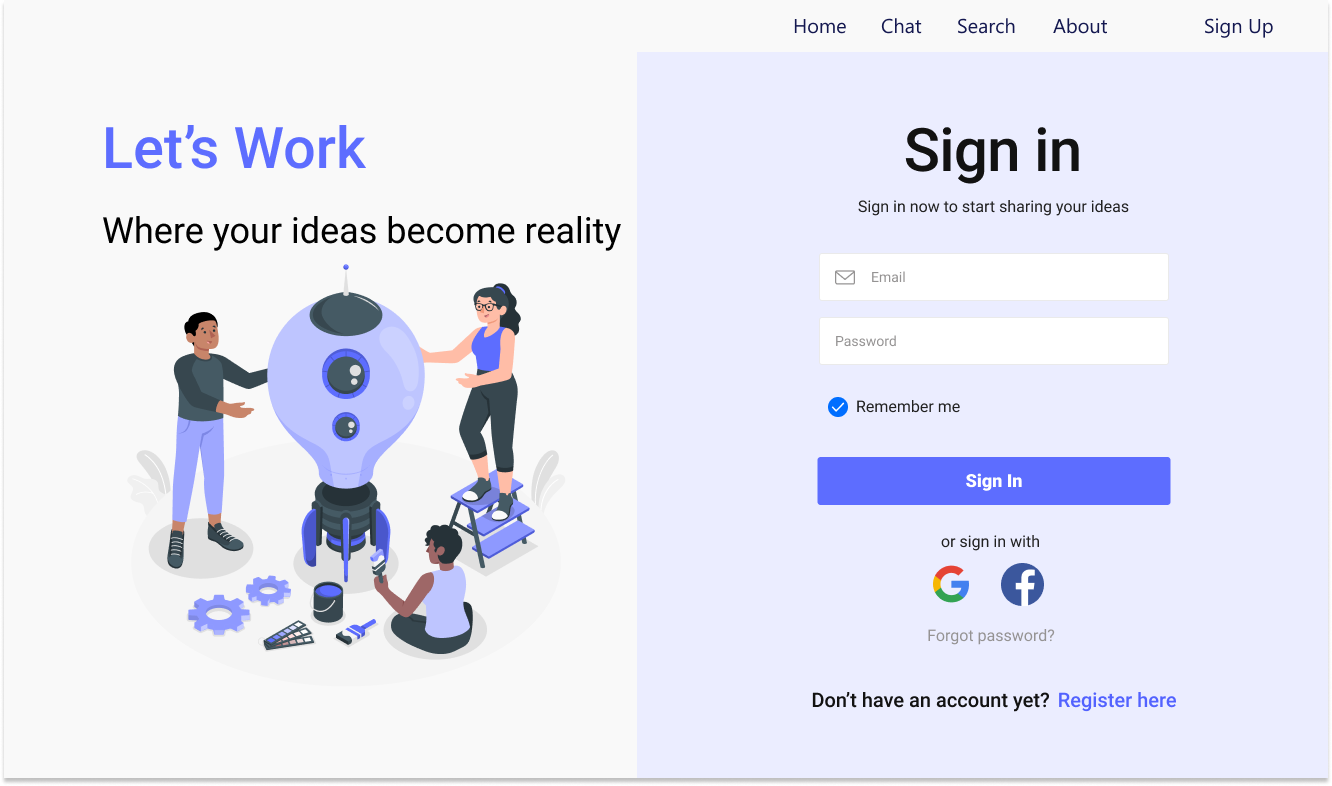 Home Chat Search About Sign Up
Let’s Work
Where your ideas become reality
Sign in
Sign in now to start sharing your ideas
Email
Password
Remember me
Sign In
or sign in with
Forgot password?
Don’t have an account yet? Register here